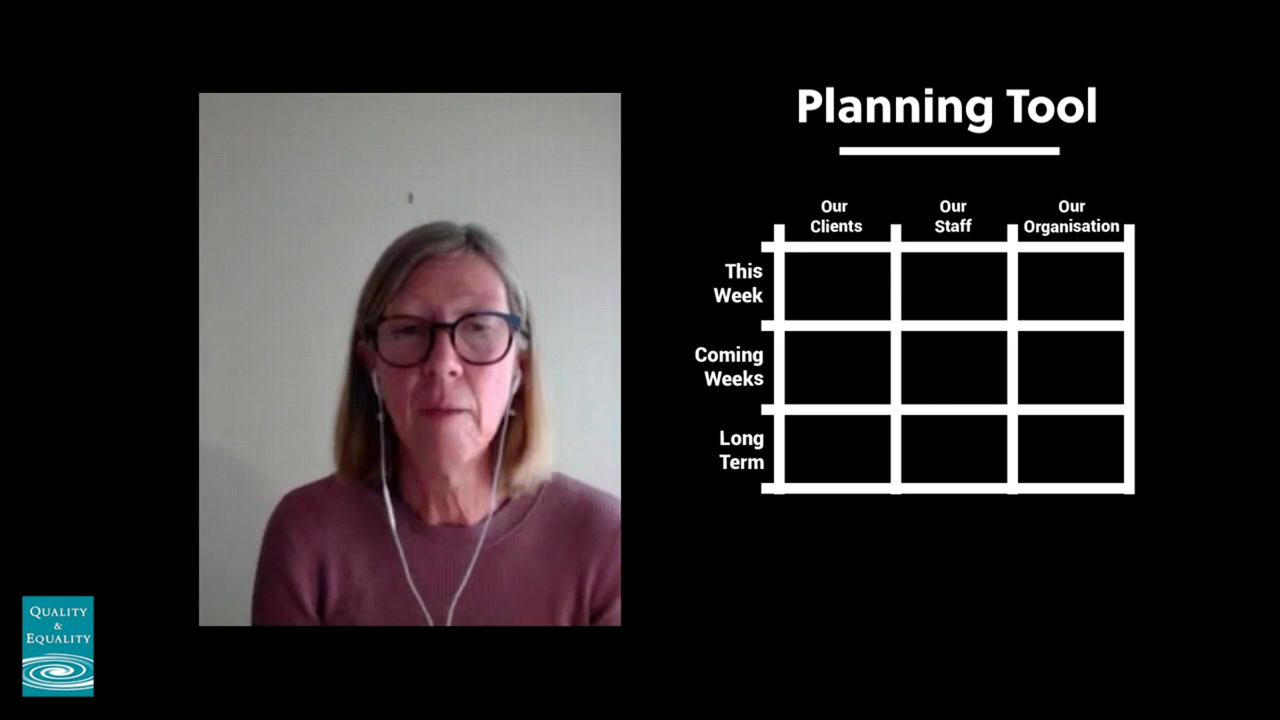 Planning Tool
Our
Clients
Our
Staff
Our
Organisation
This
Week
Coming
Weeks
Long
Term
QUALITY
&
EQUALITY